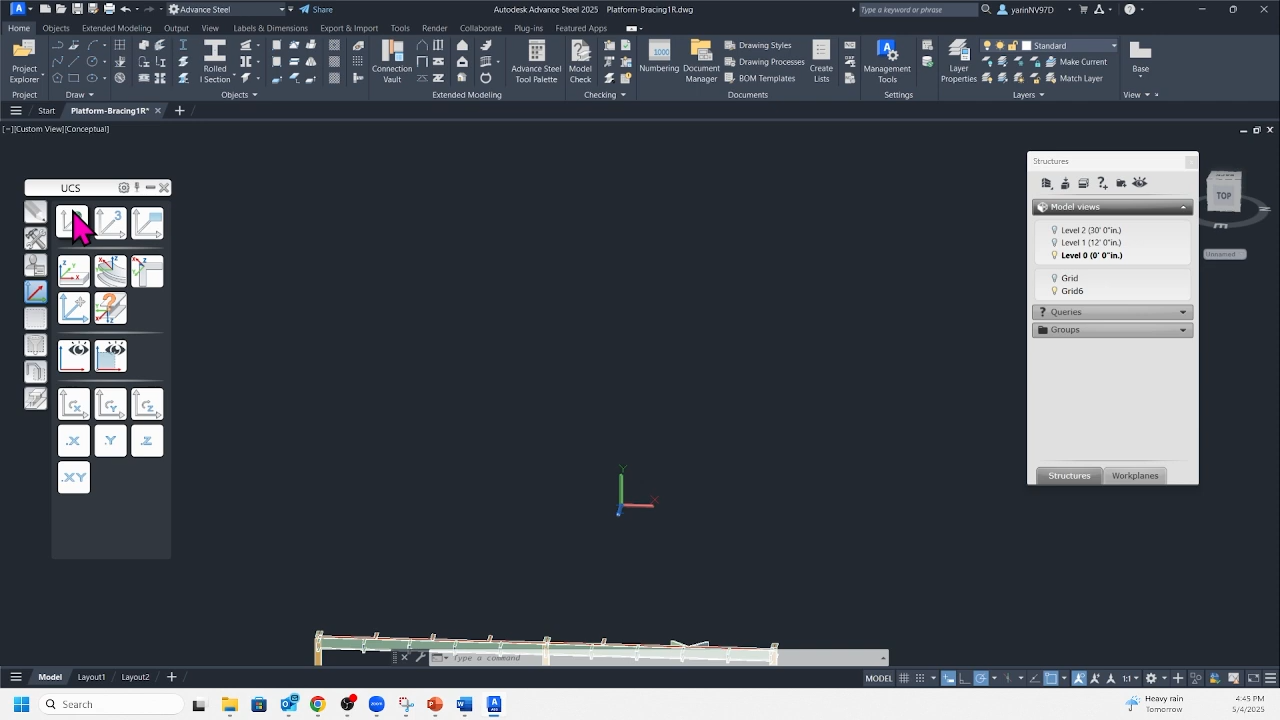 Advance Steel
Share
Autodesk Advance Steel 2025 Platform-Bracing1R.dwg
Type a keyword or phrase
yarinNV97D
Home Objects Extended Modeling Output View Labels & Dimensions Export & Import Tools Render Collaborate Plug-ins Featured Apps
Project Explorer
Rolled I Section
Connection Vault
Advance Steel Tool Palette
Model Check
1000
Numbering
Document Manager
Drawing Styles
Drawing Processes
BOM Templates
Create Lists
Management Tools
Layer Properties
Standard
Make Current
Match Layer
Base
Project Draw Objects Extended Modeling Checking Documents Settings Layers View
Start Platform-Bracing1R*
[−][Custom View][Conceptual]
UCS
3
Z
X
X
Y
Z
.X .Y .Z
.XY
Structures
Model views
Level 2 (30' 0"in.)
Level 1 (12' 0"in.)
Level 0 (0' 0"in.)
Grid
Grid6
Queries
Groups
Structures Workplanes
TOP
Unnamed
Y
X
Type a command
Model Layout1 Layout2
MODEL
1:1
Search
Heavy rain
Tomorrow
4:45 PM
5/4/2025